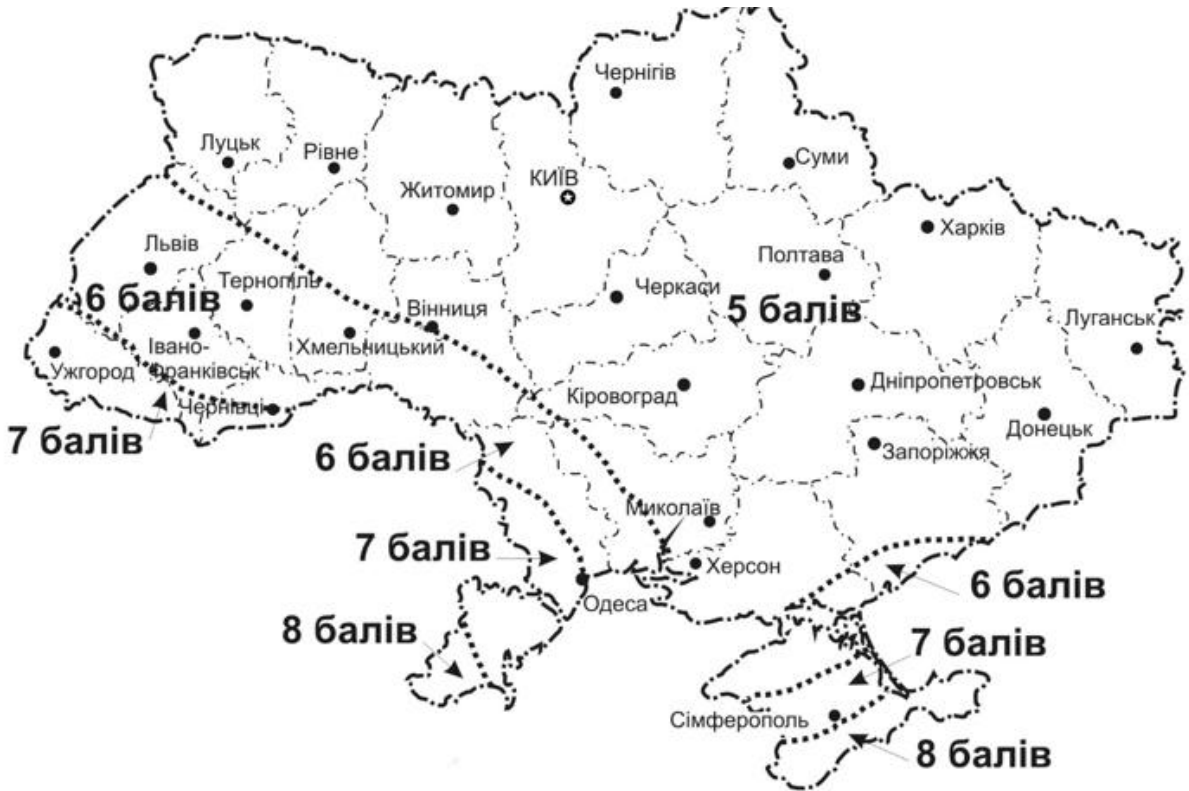 Чернігів
Луцьк
Рівне
Суми
Житомир
КИЇВ
Харків
Львів
Полтава
Тернопіль
6 балів
Черкаси
5 балів
Вінниця
Луганськ
Івано-
Франківськ
Хмельницький
Ужгород
Дніпропетровськ
Кіровоград
Чернівці
Донецьк
7 балів
6 балів
Запоріжжя
Миколаїв
7 балів
Херсон
6 балів
Одеса
8 балів
7 балів
Сімферополь
8 балів